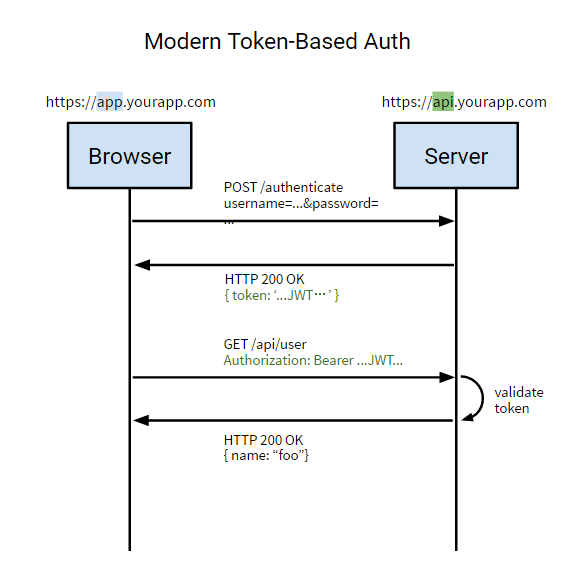 Modern Token-Based Auth
https://app.yourapp.com
https://api.yourapp.com
Browser
Server
POST /authenticate
username=...&password=
...
HTTP 200 OK
{ token: ‘...JWT…’ }
GET /api/user
Authorization: Bearer ...JWT...
validate
token
HTTP 200 OK
{ name: “foo”}